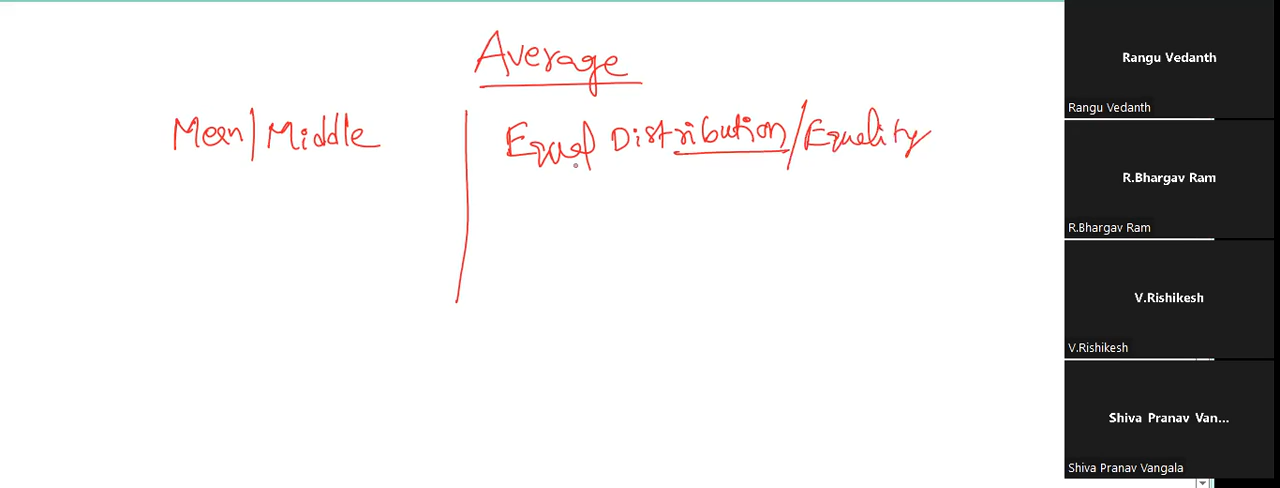 Average
Mean/Middle
Equal Distribution/Equality
Rangu Vedanth
Rangu Vedanth
R.Bhargav Ram
R.Bhargav Ram
V.Rishikesh
V.Rishikesh
Shiva Pranav Van...
Shiva Pranav Vangala